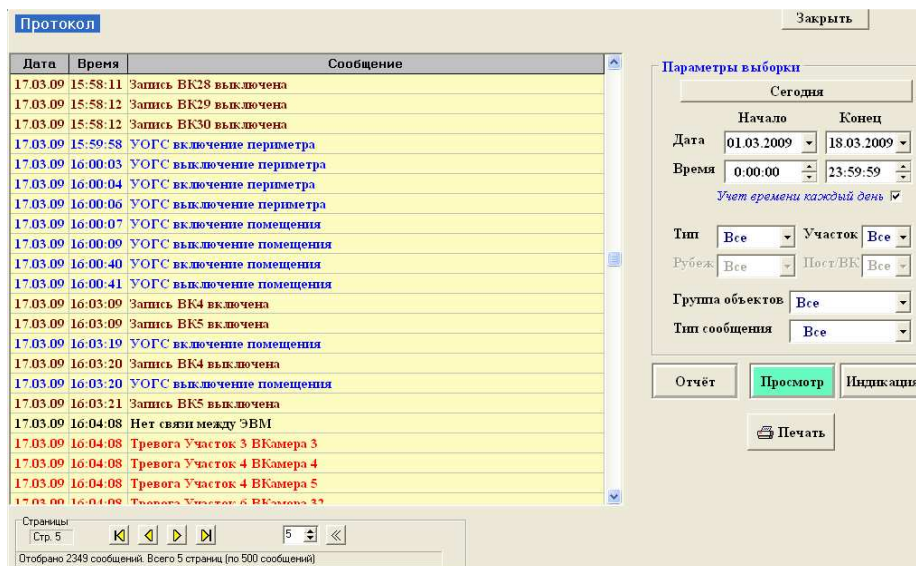 Протокол
Закрыть
Дата Время Сообщение
17.03.09 15:58:11 Запись ВК28 выключена
17.03.09 15:58:12 Запись ВК29 выключена
17.03.09 15:58:12 Запись ВК30 выключена
17.03.09 15:59:58 УОГС включение периметра
17.03.09 16:00:03 УОГС выключение периметра
17.03.09 16:00:04 УОГС включение периметра
17.03.09 16:00:06 УОГС выключение периметра
17.03.09 16:00:07 УОГС включение помещения
17.03.09 16:00:09 УОГС выключение помещения
17.03.09 16:00:40 УОГС включение помещения
17.03.09 16:00:41 УОГС выключение помещения
17.03.09 16:03:09 Запись ВК4 включена
17.03.09 16:03:09 Запись ВК5 включена
17.03.09 16:03:19 УОГС включение помещения
17.03.09 16:03:20 Запись ВК4 выключена
17.03.09 16:03:20 УОГС выключение помещения
17.03.09 16:03:21 Запись ВК5 выключена
17.03.09 16:04:08 Нет связи между ЭВМ
17.03.09 16:04:08 Тревога Участок 3 ВКамера 3
17.03.09 16:04:08 Тревога Участок 4 ВКамера 4
17.03.09 16:04:08 Тревога Участок 4 ВКамера 5
17.03.09 16:04:08 Тревога Участок 6 ВКамера 32
Параметры выборки
Сегодня
Начало Конец
Дата 01.03.2009 18.03.2009
Время 0:00:00 23:59:59
Учет времени каждый день
Тип Все Участок Все
Рубеж Все Пост/ВК Все
Группа объектов Все
Тип сообщения Все
Отчёт Просмотр Индикация
Печать
Страницы
Стр. 5 5
Отобрано 2349 сообщений. Всего 5 страниц (по 500 сообщений)